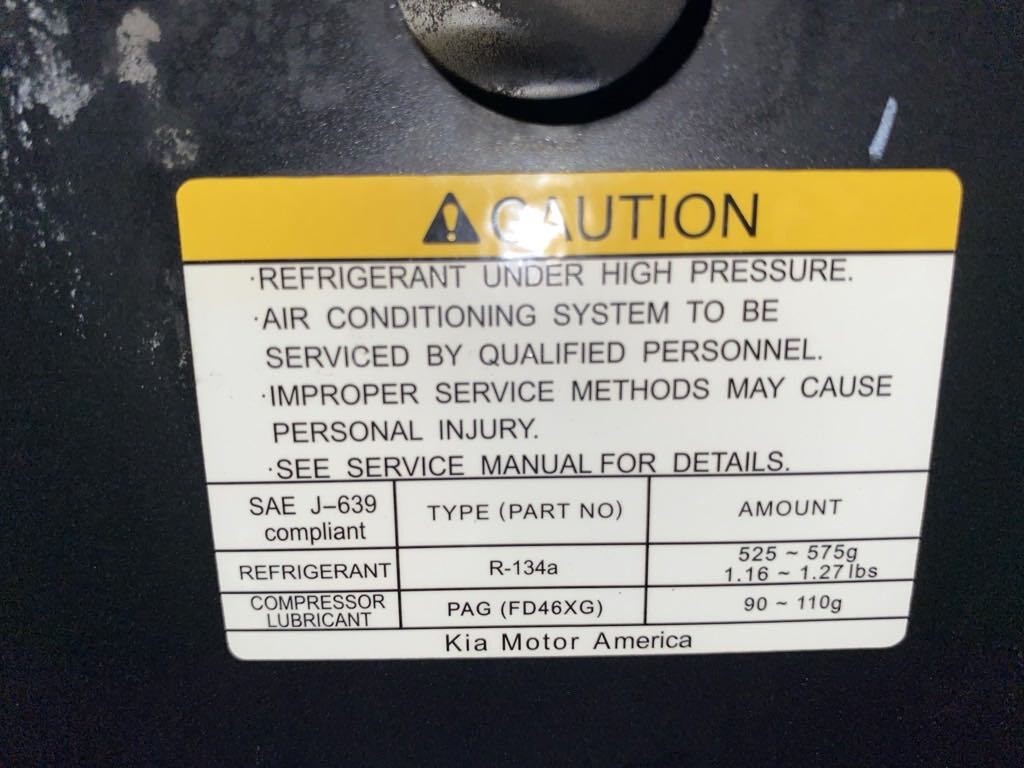 CAUTION
·REFRIGERANT UNDER HIGH PRESSURE.
·AIR CONDITIONING SYSTEM TO BE
SERVICED BY QUALIFIED PERSONNEL.
·IMPROPER SERVICE METHODS MAY CAUSE
PERSONAL INJURY.
·SEE SERVICE MANUAL FOR DETAILS.
SAE J–639
compliant
TYPE (PART NO)
AMOUNT
REFRIGERANT
R-134a
525 ~ 575g
1.16 ~ 1.27 lbs
COMPRESSOR
LUBRICANT
PAG (FD46XG)
90 ~ 110g
Kia Motor America